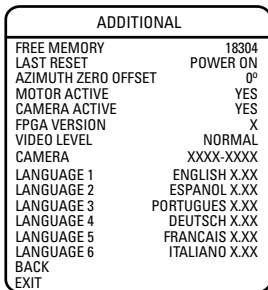 ADDITIONAL
FREE MEMORY 18304
LAST RESET POWER ON
AZIMUTH ZERO OFFSET 0º
MOTOR ACTIVE YES
CAMERA ACTIVE YES
FPGA VERSION X
VIDEO LEVEL NORMAL
CAMERA XXXX-XXXX
LANGUAGE 1 ENGLISH X.XX
LANGUAGE 2 ESPANOL X.XX
LANGUAGE 3 PORTUGUES X.XX
LANGUAGE 4 DEUTSCH X.XX
LANGUAGE 5 FRANCAIS X.XX
LANGUAGE 6 ITALIANO X.XX
BACK
EXIT